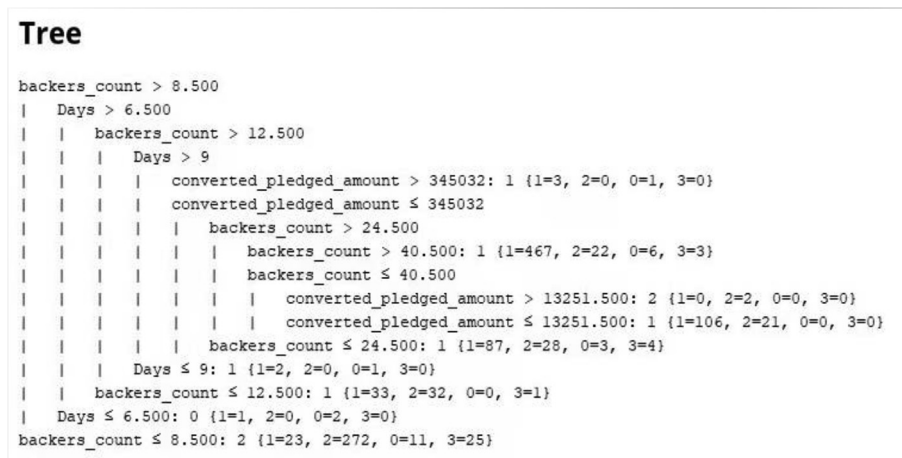 Tree
backers_count > 8.500
|   Days > 6.500
|   |   backers_count > 12.500
|   |   |   Days > 9
|   |   |   |   converted_pledged_amount > 345032: 1 {1=3, 2=0, 0=1, 3=0}
|   |   |   |   converted_pledged_amount ≤ 345032
|   |   |   |   |   backers_count > 24.500
|   |   |   |   |   |   backers_count > 40.500: 1 {1=467, 2=22, 0=6, 3=3}
|   |   |   |   |   |   backers_count ≤ 40.500
|   |   |   |   |   |   |   converted_pledged_amount > 13251.500: 2 {1=0, 2=2, 0=0, 3=0}
|   |   |   |   |   |   |   converted_pledged_amount ≤ 13251.500: 1 {1=106, 2=21, 0=0, 3=0}
|   |   |   |   |   backers_count ≤ 24.500: 1 {1=87, 2=28, 0=3, 3=4}
|   |   |   Days ≤ 9: 1 {1=2, 2=0, 0=1, 3=0}
|   |   backers_count ≤ 12.500: 1 {1=33, 2=32, 0=0, 3=1}
|   Days ≤ 6.500: 0 {1=1, 2=0, 0=2, 3=0}
backers_count ≤ 8.500: 2 {1=23, 2=272, 0=11, 3=25}